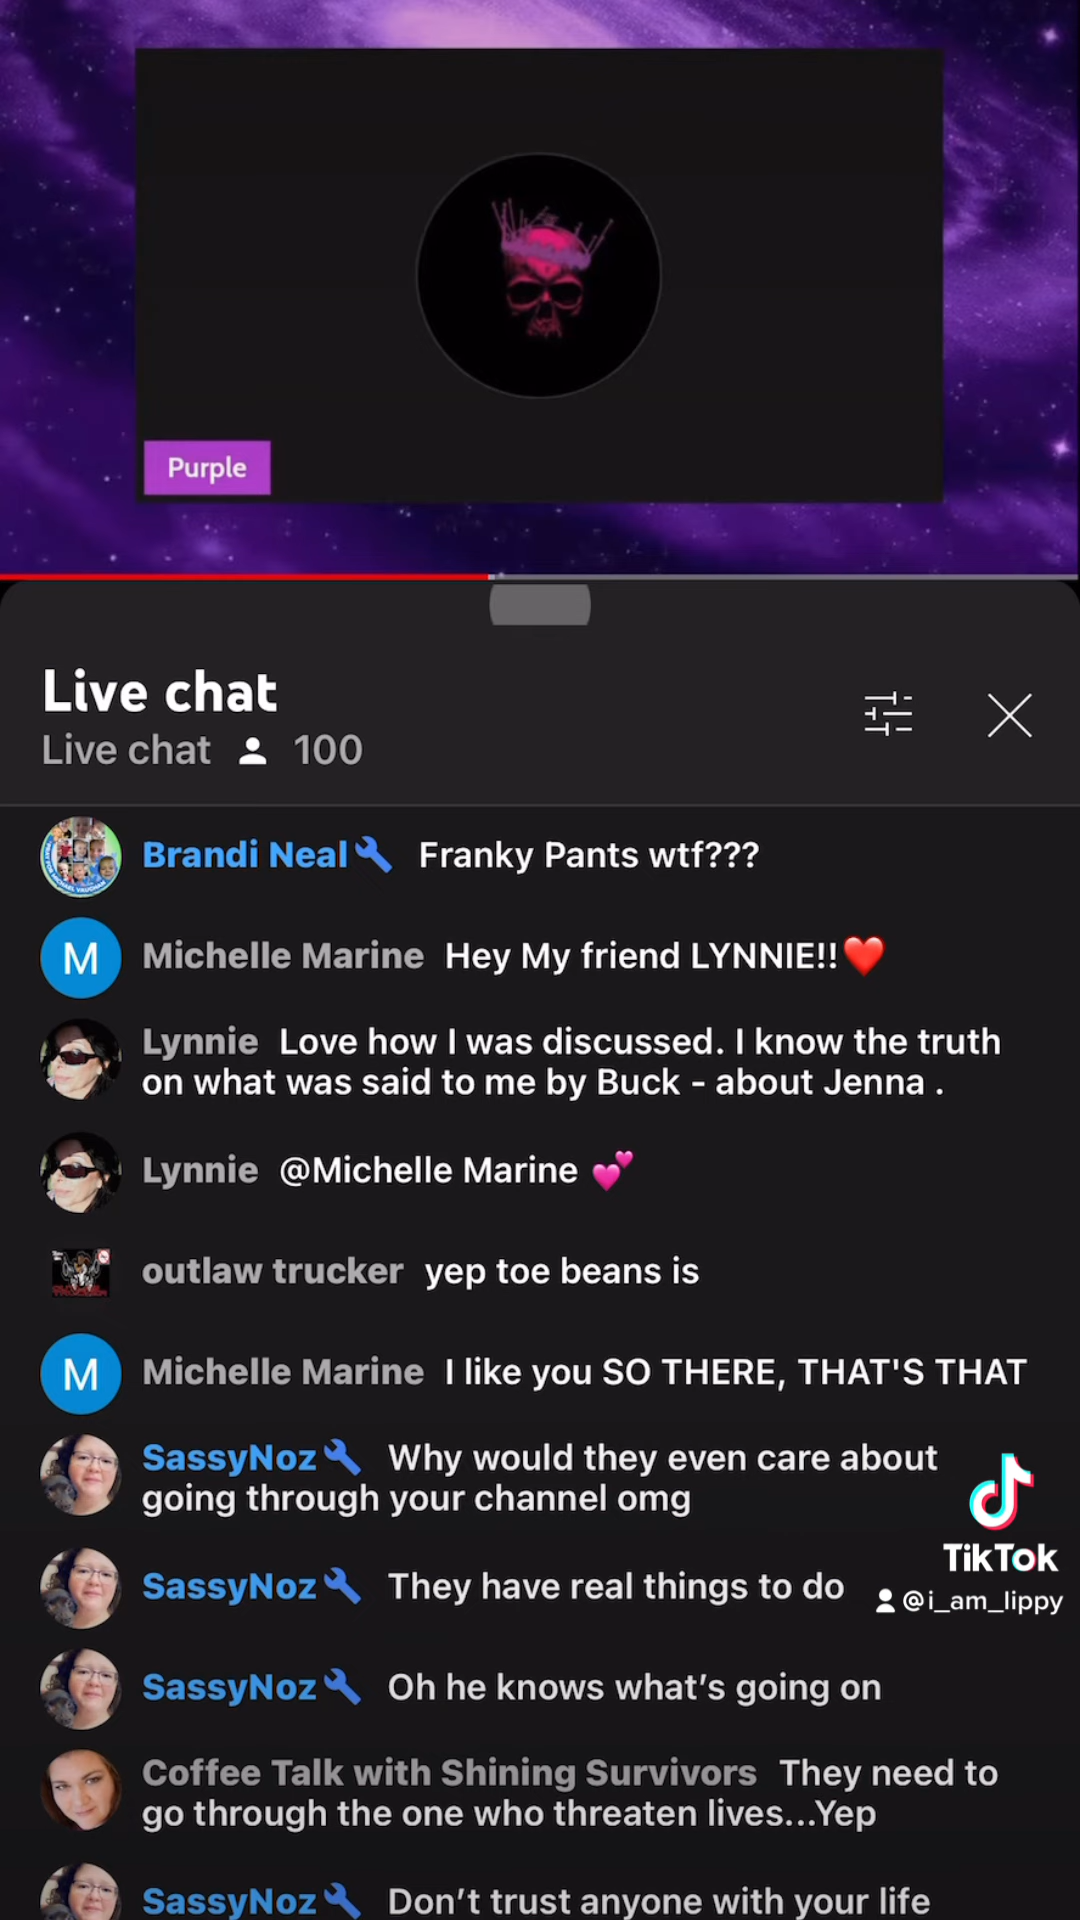 Purple
Live chat
Live chat 100
Brandi Neal Franky Pants wtf???
M Michelle Marine Hey My friend LYNNIE!!❤️
Lynnie Love how I was discussed. I know the truth
on what was said to me by Buck - about Jenna .
Lynnie @Michelle Marine 💕
outlaw trucker yep toe beans is
M Michelle Marine I like you SO THERE, THAT'S THAT
SassyNoz Why would they even care about
going through your channel omg
TikTok
SassyNoz They have real things to do
@i_am_lippy
SassyNoz Oh he knows what's going on
Coffee Talk with Shining Survivors They need to
go through the one who threaten lives...Yep
SassyNoz Don't trust anyone with your life